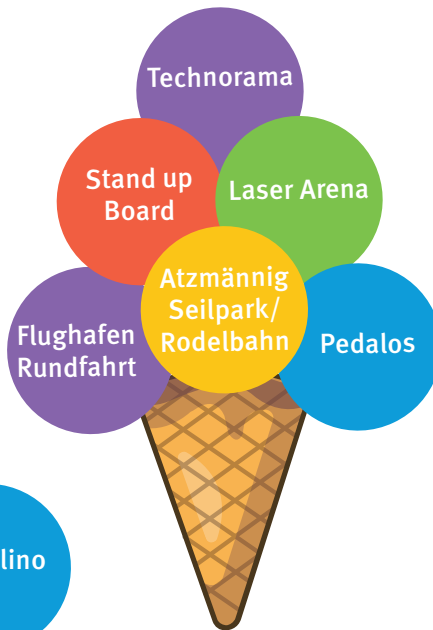 Technorama
Stand up
Board
Laser Arena
Atzmännig
Seilpark/
Rodelbahn
Flughafen
Rundfahrt
Pedalos
lino